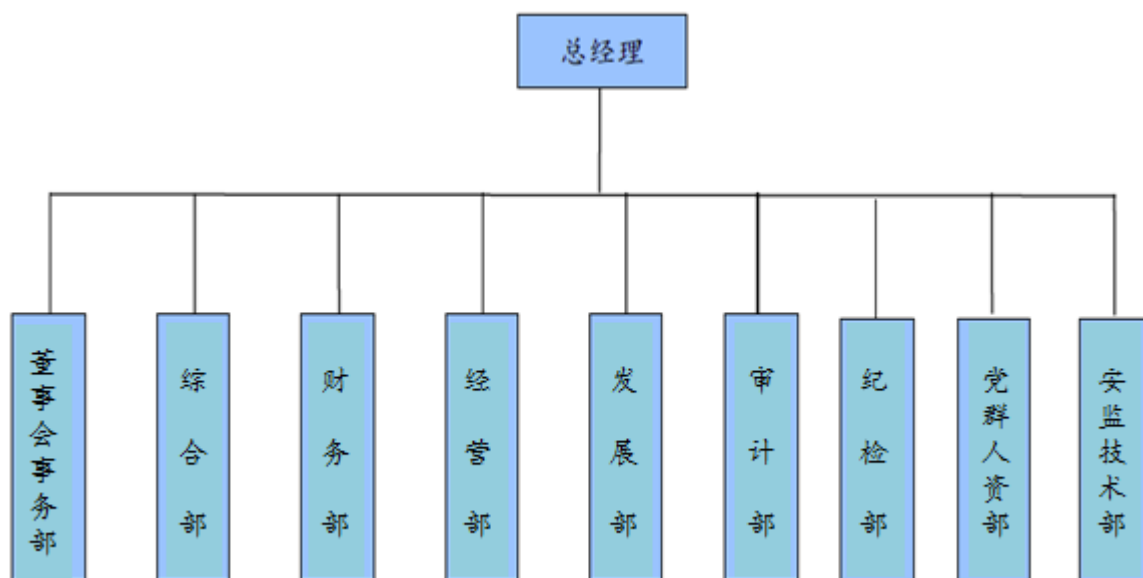 总经理
董事会事务部
综合部
财务部
经营部
发展部
审计部
纪检部
党群人资部
安监技术部